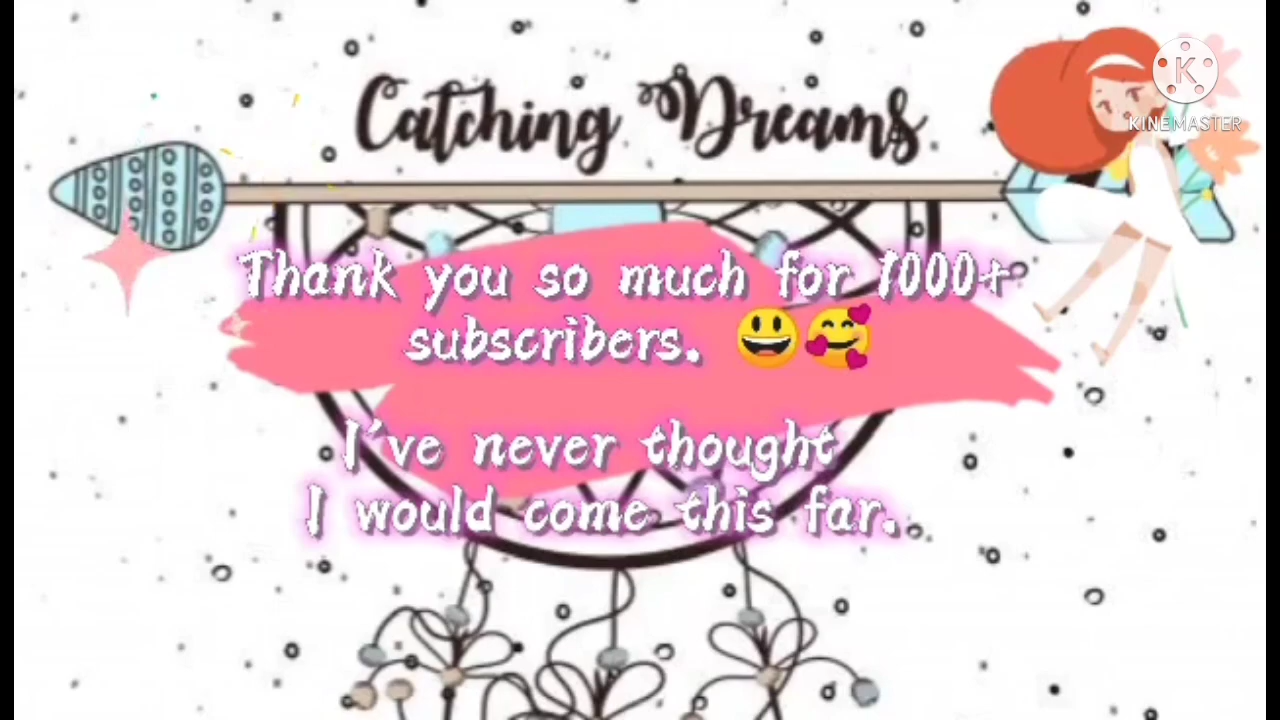 Catching Dreams
K
KINEMASTER
Thank you so much for 1000+
subscribers. 😃🥰
I've never thought
I would come this far.